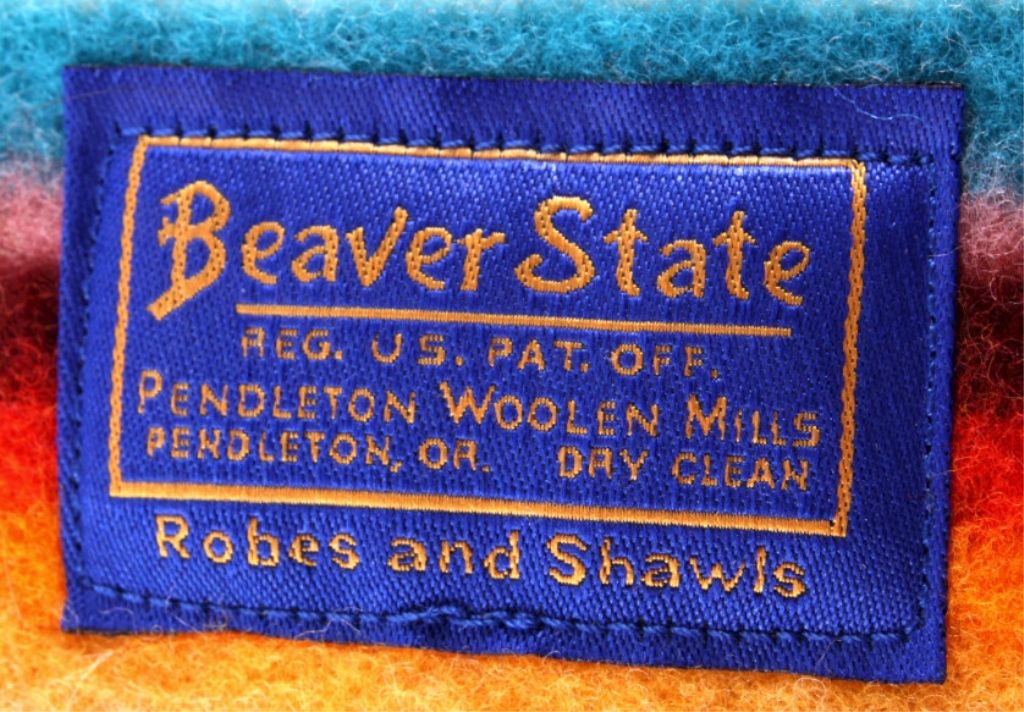 Beaver State
REG. U.S. PAT. OFF.
PENDLETON WOOLEN MILLS
PENDLETON, OR. DRY CLEAN
Robes and Shawls